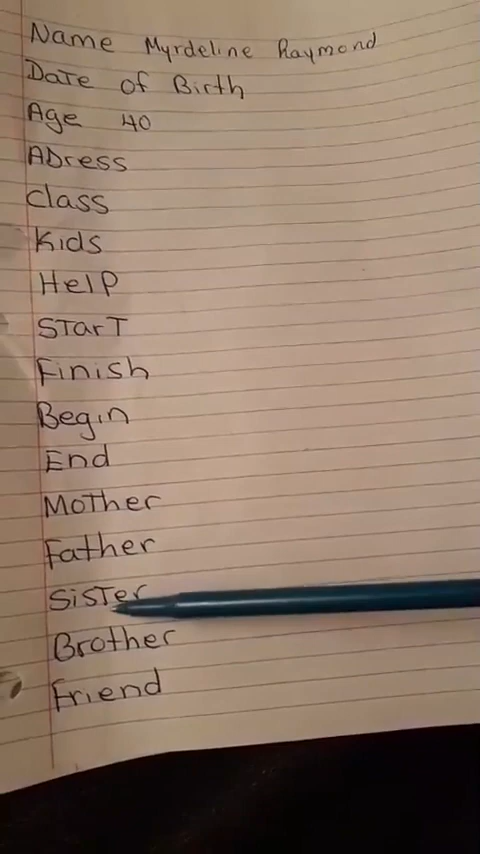 Name Myrdeline Raymond
Date of Birth
Age 40
ADress
class
Kids
Help
STarT
Finish
Begin
End
Mother
Father
SisTer
Brother
Friend